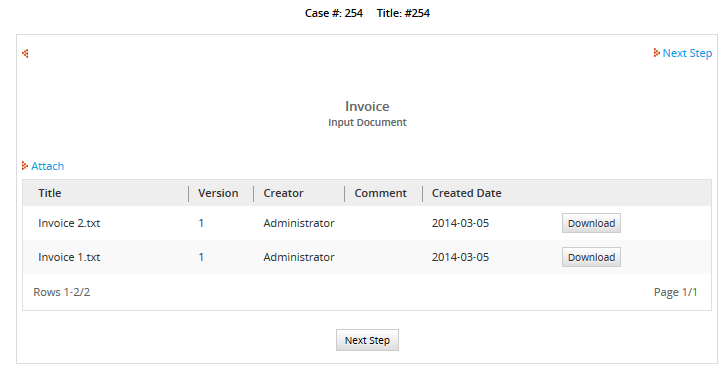 Case #: 254 Title: #254
Next Step
Invoice
Input Document
Attach
Title Version Creator Comment Created Date
Invoice 2.txt 1 Administrator 2014-03-05 Download
Invoice 1.txt 1 Administrator 2014-03-05 Download
Rows 1-2/2 Page 1/1
Next Step